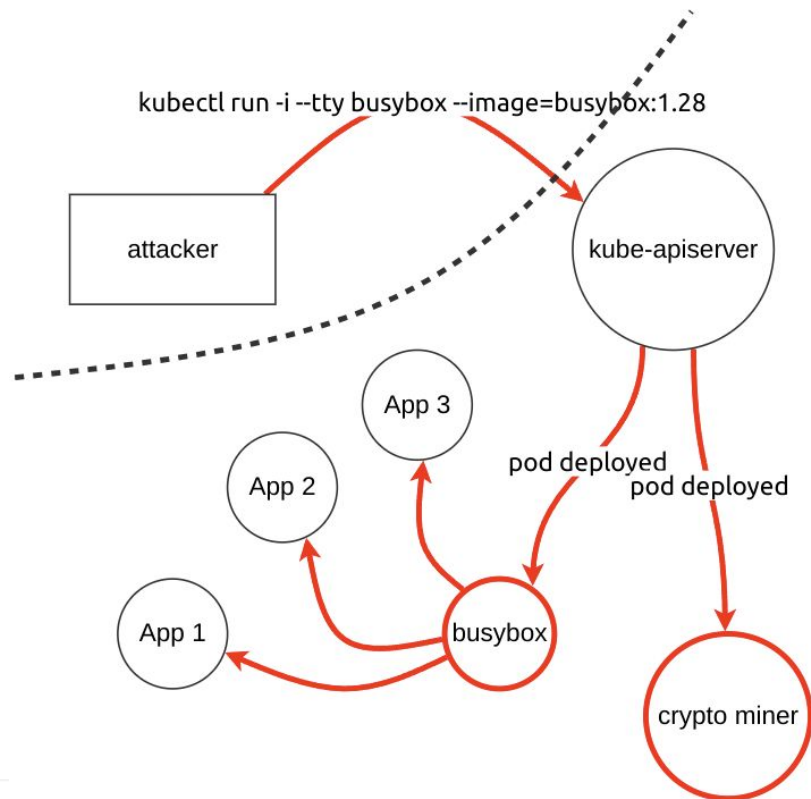 kubectl run -i --tty busybox --image=busybox:1.28
attacker
kube-apiserver
App 3
pod deployed
App 2
pod deployed
App 1
busybox
crypto miner